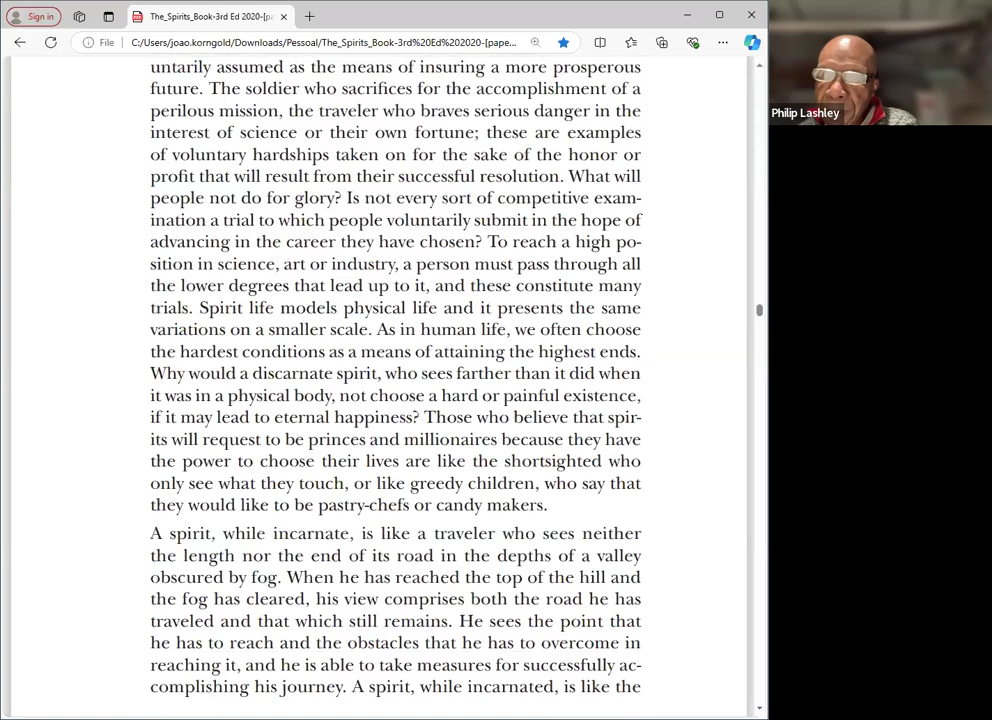 Sign in
The_Spirits_Book-3rd Ed 2020-[pa
File
C:/Users/joao.korngold/Downloads/Pessoal/The_Spirits_Book-3rd%20Ed%202020-[pape...
Philip Lashley
untarily assumed as the means of insuring a more prosperous
future. The soldier who sacrifices for the accomplishment of a
perilous mission, the traveler who braves serious danger in the
interest of science or their own fortune; these are examples
of voluntary hardships taken on for the sake of the honor or
profit that will result from their successful resolution. What will
people not do for glory? Is not every sort of competitive exam-
ination a trial to which people voluntarily submit in the hope of
advancing in the career they have chosen? To reach a high po-
sition in science, art or industry, a person must pass through all
the lower degrees that lead up to it, and these constitute many
trials. Spirit life models physical life and it presents the same
variations on a smaller scale. As in human life, we often choose
the hardest conditions as a means of attaining the highest ends.
Why would a discarnate spirit, who sees farther than it did when
it was in a physical body, not choose a hard or painful existence,
if it may lead to eternal happiness? Those who believe that spir-
its will request to be princes and millionaires because they have
the power to choose their lives are like the shortsighted who
only see what they touch, or like greedy children, who say that
they would like to be pastry-chefs or candy makers.
A spirit, while incarnate, is like a traveler who sees neither
the length nor the end of its road in the depths of a valley
obscured by fog. When he has reached the top of the hill and
the fog has cleared, his view comprises both the road he has
traveled and that which still remains. He sees the point that
he has to reach and the obstacles that he has to overcome in
reaching it, and he is able to take measures for successfully ac-
complishing his journey. A spirit, while incarnated, is like the